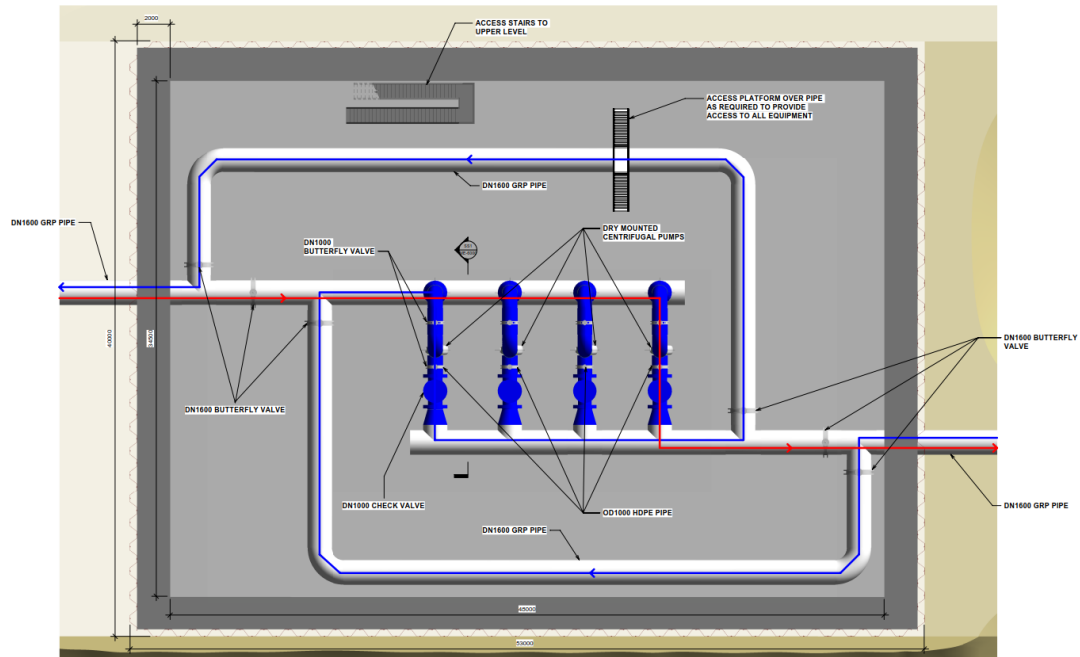 2000
ACCESS STAIRS TO
UPPER LEVEL
ACCESS PLATFORM OVER PIPE
AS REQUIRED TO PROVIDE
ACCESS TO ALL EQUIPMENT
DN1600 GRP PIPE
DN1600 GRP PIPE
DN1000
BUTTERFLY VALVE
DRY MOUNTED
CENTRIFUGAL PUMPS
40000
34500
DN1600 BUTTERFLY
VALVE
DN1600 BUTTERFLY VALVE
DN1000 CHECK VALVE
OD1000 HDPE PIPE
DN1600 GRP PIPE
DN1600 GRP PIPE
53000